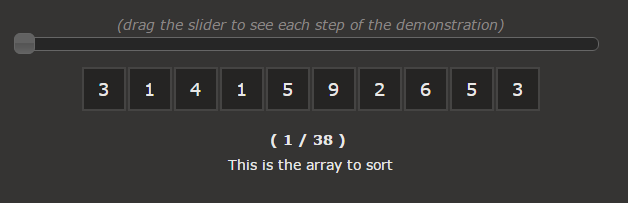 (drag the slider to see each step of the demonstration)
3 1 4 1 5 9 2 6 5 3
( 1 / 38 )
This is the array to sort